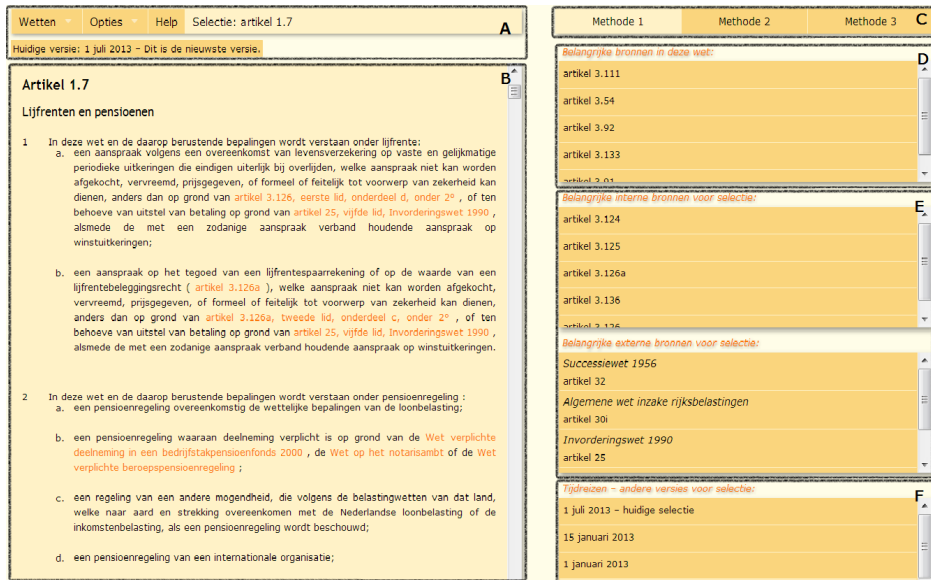 Wetten Opties Help Selectie: artikel 1.7 A
Huidige versie: 1 juli 2013 – Dit is de nieuwste versie.
B
Artikel 1.7
Lijfrenten en pensioenen
1 In deze wet en de daarop berustende bepalingen wordt verstaan onder lijfrente:
a. een aanspraak volgens een overeenkomst van levensverzekering op vaste en gelijkmatige
periodieke uitkeringen die eindigen uiterlijk bij overlijden, welke aanspraak niet kan worden
afgekocht, vervreemd, prijsgegeven, of formeel of feitelijk tot voorwerp van zekerheid kan
dienen, anders dan op grond van artikel 3.126, eerste lid, onderdeel d, onder 2° , of ten
behoeve van uitstel van betaling op grond van artikel 25, vijfde lid, Invorderingswet 1990 ,
alsmede de met een zodanige aanspraak verband houdende aanspraak op
winstuitkeringen;
b. een aanspraak op het tegoed van een lijfrentespaarrekening of op de waarde van een
lijfrentebeleggingsrecht ( artikel 3.126a ), welke aanspraak niet kan worden afgekocht,
vervreemd, prijsgegeven, of formeel of feitelijk tot voorwerp van zekerheid kan dienen,
anders dan op grond van artikel 3.126a, tweede lid, onderdeel c, onder 2° , of ten
behoeve van uitstel van betaling op grond van artikel 25, vijfde lid, Invorderingswet 1990 ,
alsmede de met een zodanige aanspraak verband houdende aanspraak op winstuitkeringen.
2 In deze wet en de daarop berustende bepalingen wordt verstaan onder pensioenregeling :
a. een pensioenregeling overeenkomstig de wettelijke bepalingen van de loonbelasting;
b. een pensioenregeling waaraan deelneming verplicht is op grond van de Wet verplichte
deelneming in een bedrijfstakpensioenfonds 2000 , de Wet op het notarisambt of de Wet
verplichte beroepspensioenregeling ;
c. een regeling van een andere mogendheid, die volgens de belastingwetten van dat land,
welke naar aard en strekking overeenkomen met de Nederlandse loonbelasting of de
inkomstenbelasting, als een pensioenregeling wordt beschouwd;
d. een pensioenregeling van een internationale organisatie;
Methode 1 Methode 2 Methode 3 C
Belangrijke bronnen in deze wet: D
artikel 3.111
artikel 3.54
artikel 3.92
artikel 3.133
artikel 3.91
Belangrijke interne bronnen voor selectie: E
artikel 3.124
artikel 3.125
artikel 3.126a
artikel 3.136
artikel 3.126
Belangrijke externe bronnen voor selectie:
Successiewet 1956
artikel 32
Algemene wet inzake rijksbelastingen
artikel 30i
Invorderingswet 1990
artikel 25
Tijdreizen – andere versies voor selectie: F
1 juli 2013 – huidige selectie
15 januari 2013
1 januari 2013